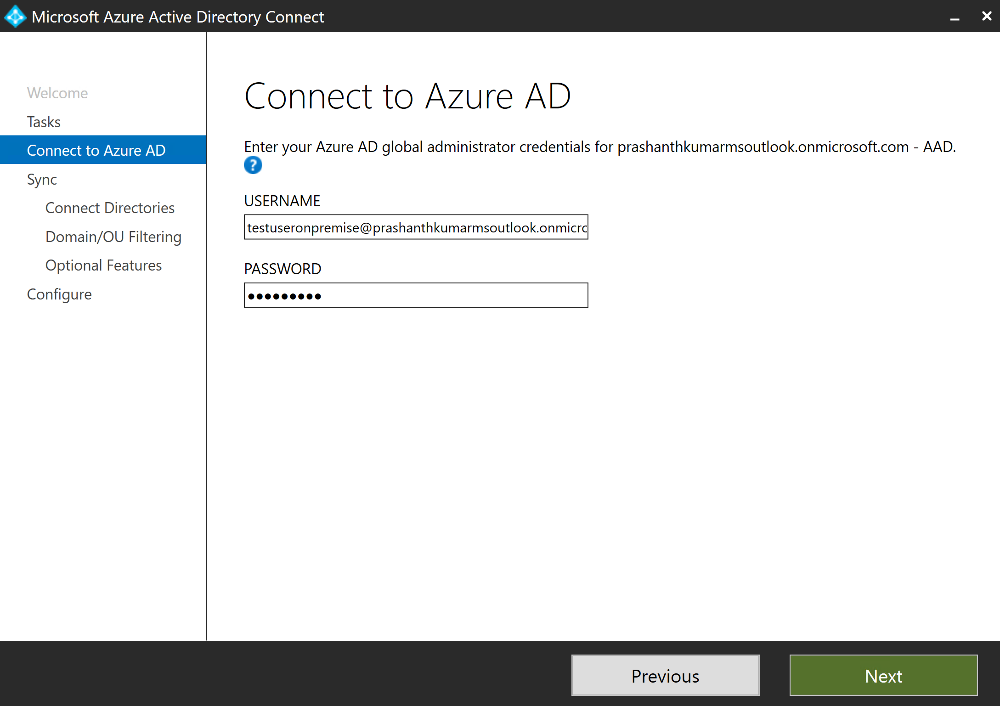 Microsoft Azure Active Directory Connect
Welcome
Tasks
Connect to Azure AD
Sync
Connect Directories
Domain/OU Filtering
Optional Features
Configure
Connect to Azure AD
Enter your Azure AD global administrator credentials for prashanthkumarmsoutlook.onmicrosoft.com - AAD.
?
USERNAME
testuseronpremise@prashanthkumarmsoutlook.onmicro
PASSWORD
●●●●●●●●●
Previous
Next